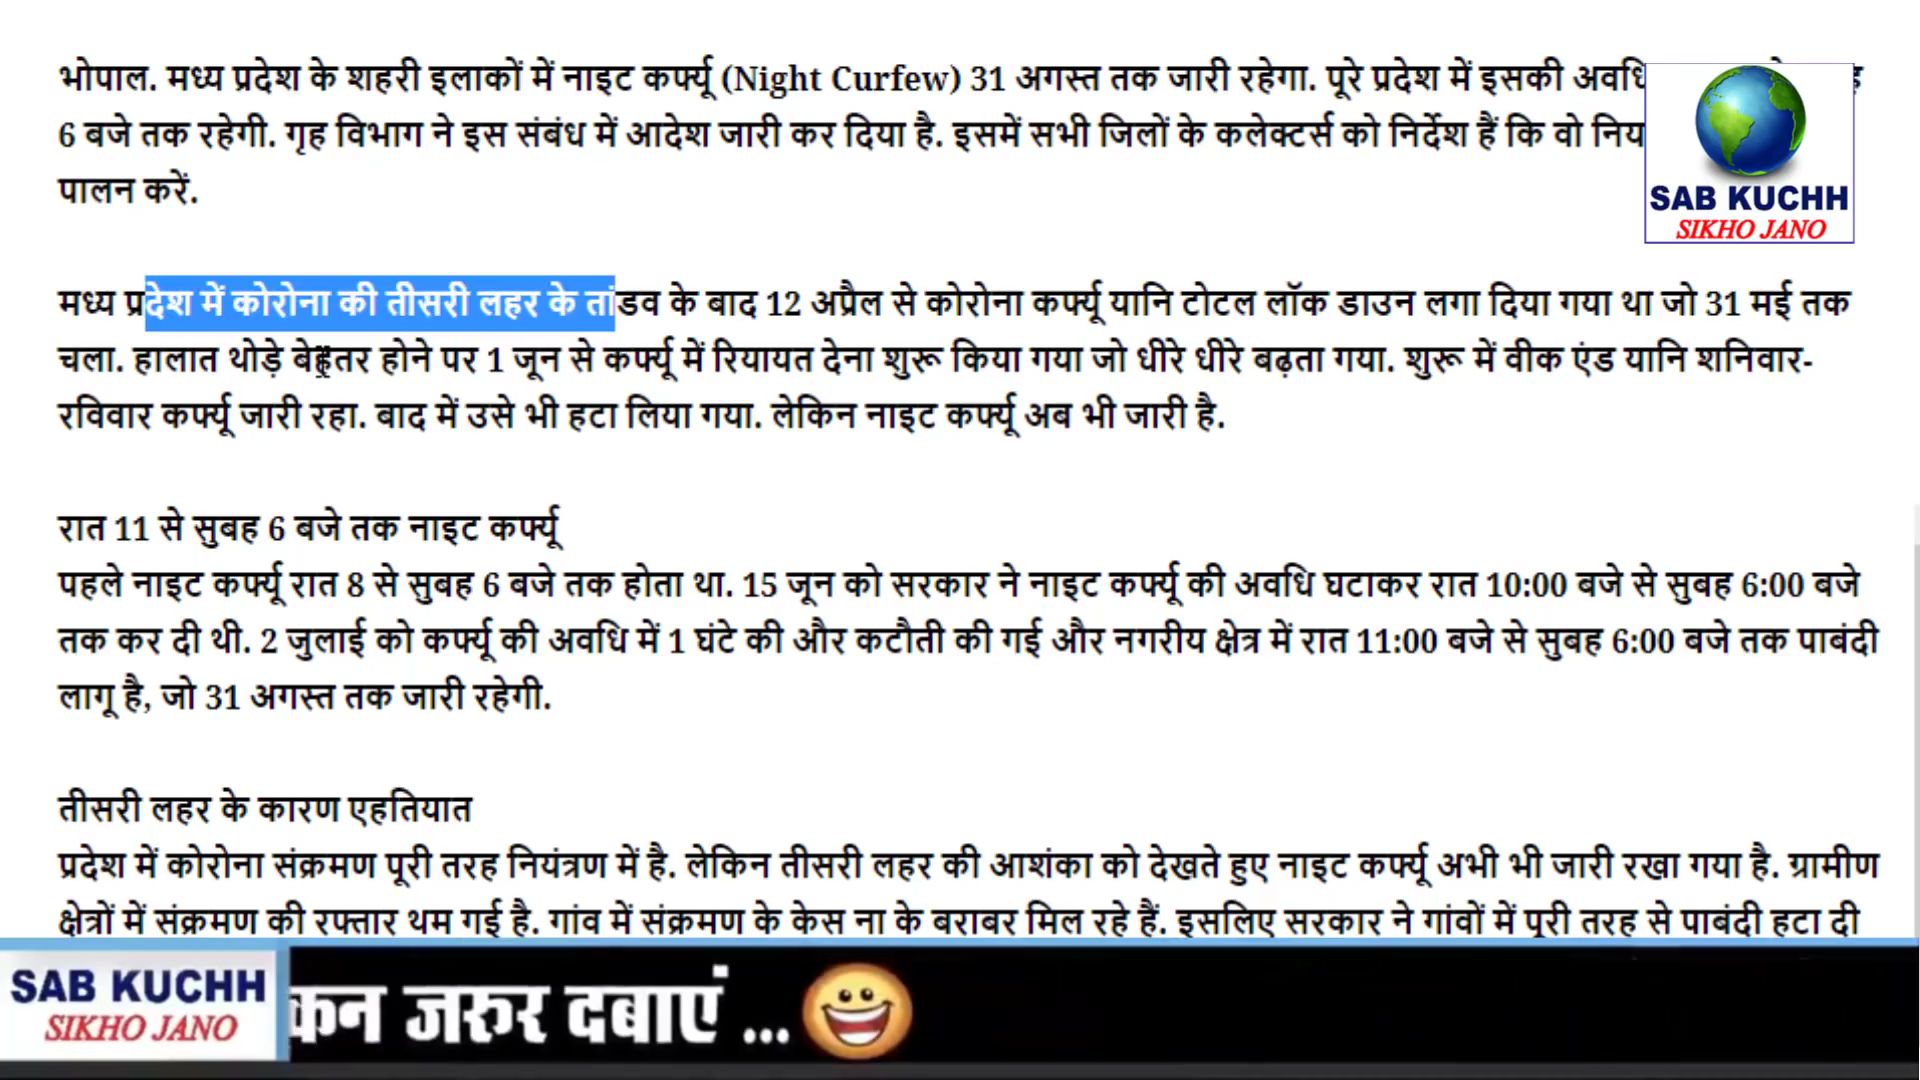 भोपाल. मध्य प्रदेश के शहरी इलाकों में नाइट कर्फ्यू (Night Curfew) 31 अगस्त तक जारी रहेगा. पूरे प्रदेश में इसकी
6 बजे तक रहेगी. गृह विभाग ने इस संबंध में आदेश जारी कर दिया है. इसमें सभी जिलों के कलेक्टर्स को निर्देश हैं कि वो
पालन करें.
SAB KUCHH
SIKHO JANO
मध्य प्रदेश में कोरोना की तीसरी लहर के तांडव के बाद 12 अप्रैल से कोरोना कर्फ्यू यानि टोटल लॉक डाउन लगा दिया गया था जो 31 मई तक
चला. हालात थोड़े बेहतर होने पर 1 जून से कर्फ्यू में रियायत देना शुरू किया गया जो धीरे धीरे बढ़ता गया. शुरू में वीक एंड यानि शनिवार-
रविवार कर्फ्यू जारी रहा. बाद में उसे भी हटा लिया गया. लेकिन नाइट कर्फ्यू अब भी जारी है.
रात 11 से सुबह 6 बजे तक नाइट कर्फ्यू
पहले नाइट कर्फ्यू रात 8 से सुबह 6 बजे तक होता था. 15 जून को सरकार ने नाइट कर्फ्यू की अवधि घटाकर रात 10:00 बजे से सुबह 6:00 बजे
तक कर दी थी. 2 जुलाई को कर्फ्यू की अवधि में 1 घंटे की और कटौती की गई और नगरीय क्षेत्र में रात 11:00 बजे से सुबह 6:00 बजे तक पाबंदी
लागू है, जो 31 अगस्त तक जारी रहेगी.
तीसरी लहर के कारण एहतियात
प्रदेश में कोरोना संक्रमण पूरी तरह नियंत्रण में है. लेकिन तीसरी लहर की आशंका को देखते हुए नाइट कर्फ्यू अभी भी जारी रखा गया है. ग्रामीण
क्षेत्रों में संक्रमण की रफ्तार थम गई है. गांव में संक्रमण के केस ना के बराबर मिल रहे हैं. इसलिए सरकार ने गांवों में पूरी तरह से पाबंदी हटा दी
SAB KUCHH
SIKHO JANO
जरुर दबाएं ...